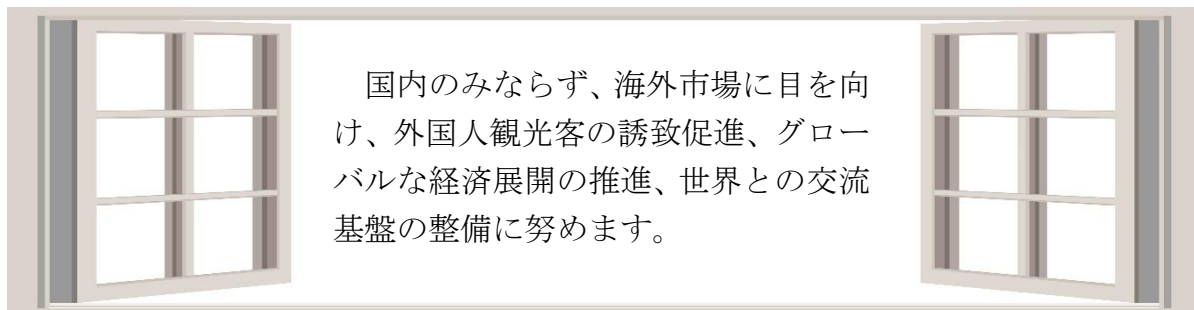 国内のみならず、海外市場に目を向
け、外国人観光客の誘致促進、グロー
バルな経済展開の推進、世界との交流
基盤の整備に努めます。